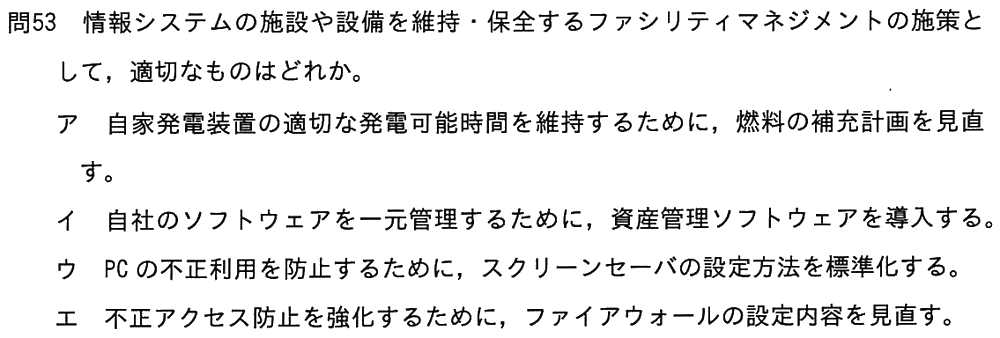 問53 情報システムの施設や設備を維持・保全するファシリティマネジメントの施策と
して，適切なものはどれか。
ア 自家発電装置の適切な発電可能時間を維持するために，燃料の補充計画を見直
す。
イ 自社のソフトウェアを一元管理するために，資産管理ソフトウェアを導入する。
ウ PCの不正利用を防止するために，スクリーンセーバの設定方法を標準化する。
エ 不正アクセス防止を強化するために，ファイアウォールの設定内容を見直す。